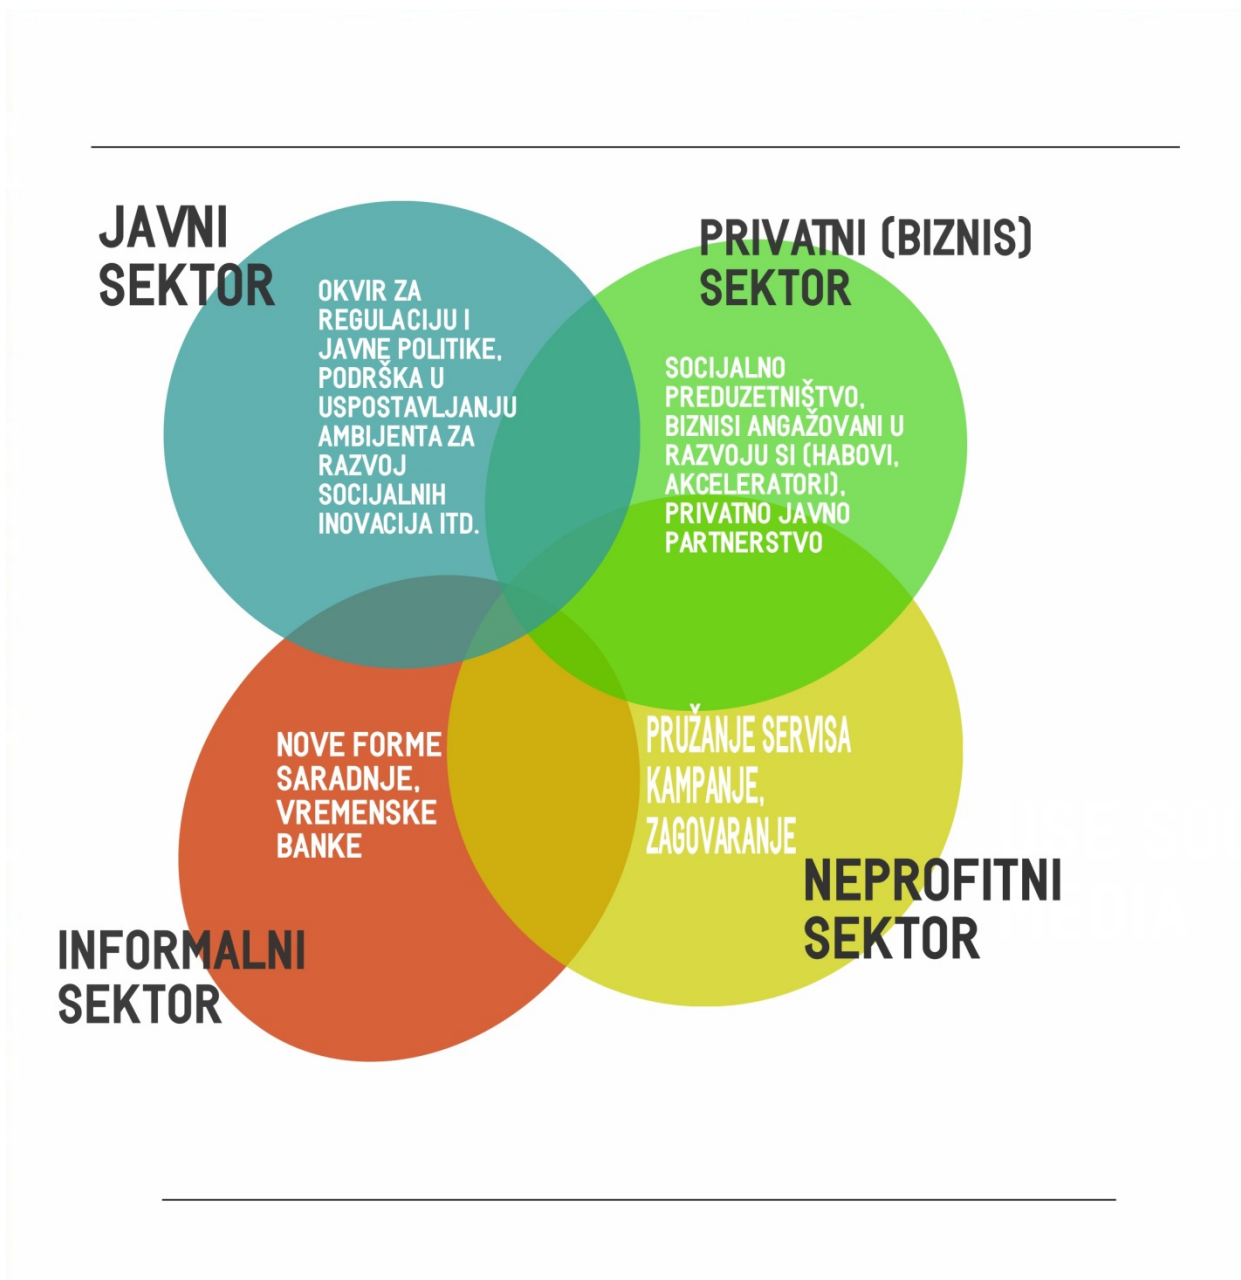 JAVNI
SEKTOR
OKVIR ZA
REGULACIJU I
JAVNE POLITIKE,
PODRŠKA U
USPOSTAVLJANJU
AMBIJENTA ZA
RAZVOJ
SOCIJALNIH
INOVACIJA ITD.
PRIVATNI (BIZNIS)
SEKTOR
SOCIJALNO
PREDUZETNIŠTVO,
BIZNISI ANGAŽOVANI U
RAZVOJU SI (HABOVI,
AKCELERATORI),
PRIVATNO JAVNO
PARTNERSTVO
NOVE FORME
SARADNJE,
VREMENSKE
BANKE
INFORMALNI
SEKTOR
PRUŽANJE SERVISA
KAMPANJE,
ZAGOVARANJE
NEPROFITNI
SEKTOR